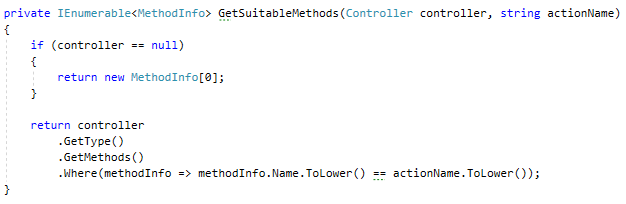 private IEnumerable<MethodInfo> GetSuitableMethods(Controller controller, string actionName)
{
    if (controller == null)
    {
        return new MethodInfo[0];
    }

    return controller
        .GetType()
        .GetMethods()
        .Where(methodInfo => methodInfo.Name.ToLower() == actionName.ToLower());
}